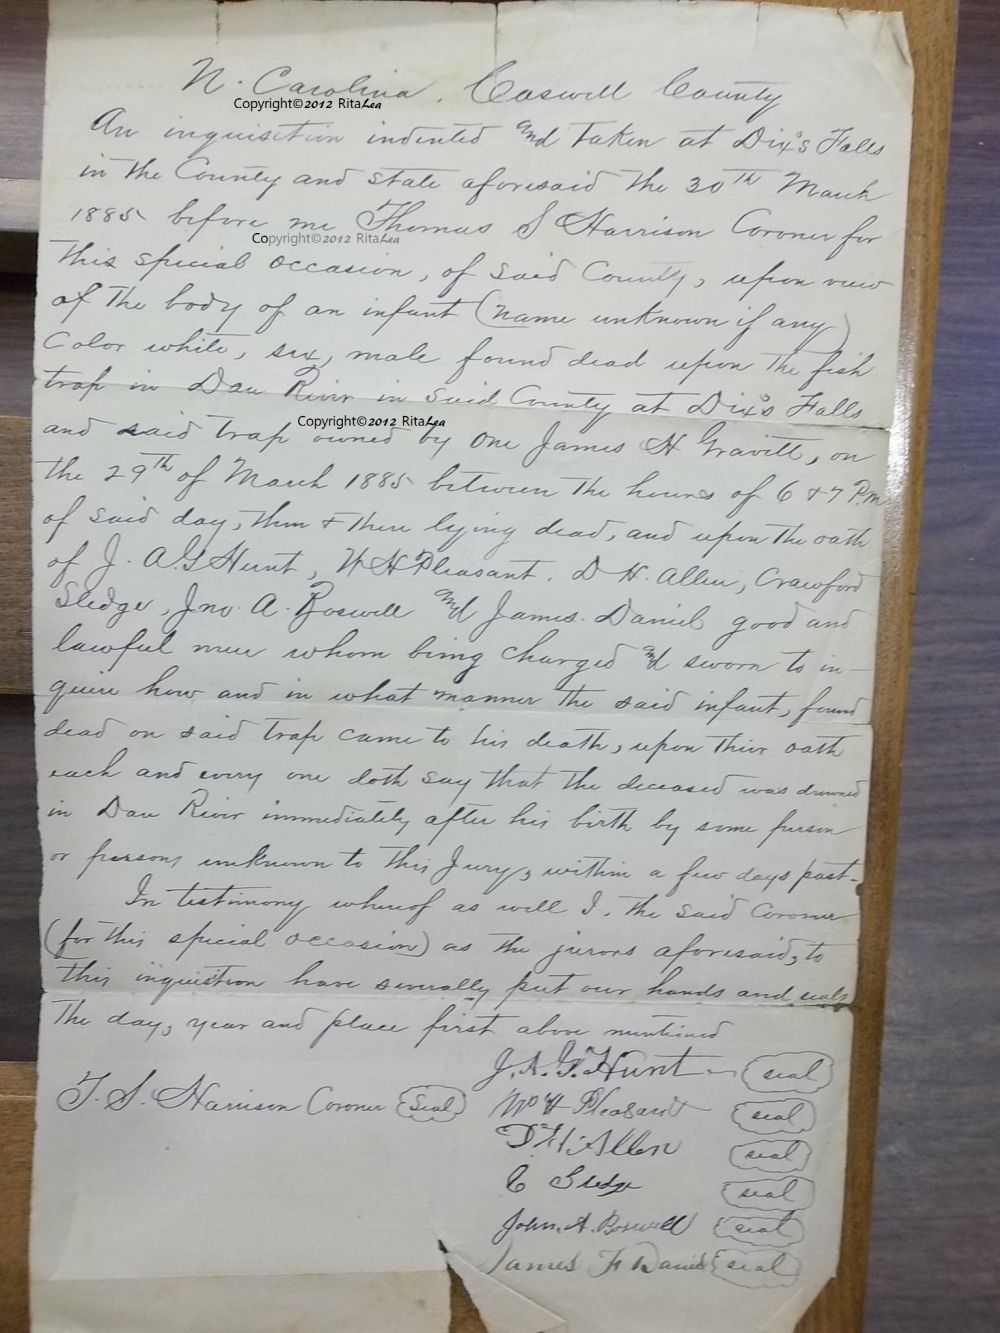 N. Carolina, Caswell County
Copyright©2012 RitaLea
An inquisition indented and taken at Dix's Falls
in the County and State aforesaid the 30th March
1885 before me Thomas S Harrison Coroner for
Copyright©2012 RitaLea
this special occasion, of said County, upon view
of the body of an infant (name unknown if any)
Color white, sex, male found dead upon the fish
trap in Dan River in said County at Dix's Falls
Copyright©2012 RitaLea
and said trap owned by one James H Gravitt, on
the 29th of March 1885 between the hours of 6 & 7 P.M
of said day, then & there lying dead, and upon the oath
of J. A. G Hunt, W H Pleasant, D H. Allen, Crawford
Sledge, Jno. A. Boswell and James. Daniel good and
lawful men whom being charged and sworn to in-
quire how and in what manner the said infant, found
dead on said trap came to his death, upon their oath
each and every one doth say that the deceased was drowned
in Dan River immediately after his birth by some person
or persons unknown to this Jury, within a few days past-
In testimony whereof as well I, the said Coroner
(for this special occasion) as the jurors aforesaid, to
this inquisition have severally put our hands and seals
the day, year and place first above mentioned
J. A. G. Hunt seal
T. S. Harrison Coroner Seal
Wm H Pleasant seal
D. H. Allen seal
C Sledge seal
John. A. Boswell seal
James F Daniel seal